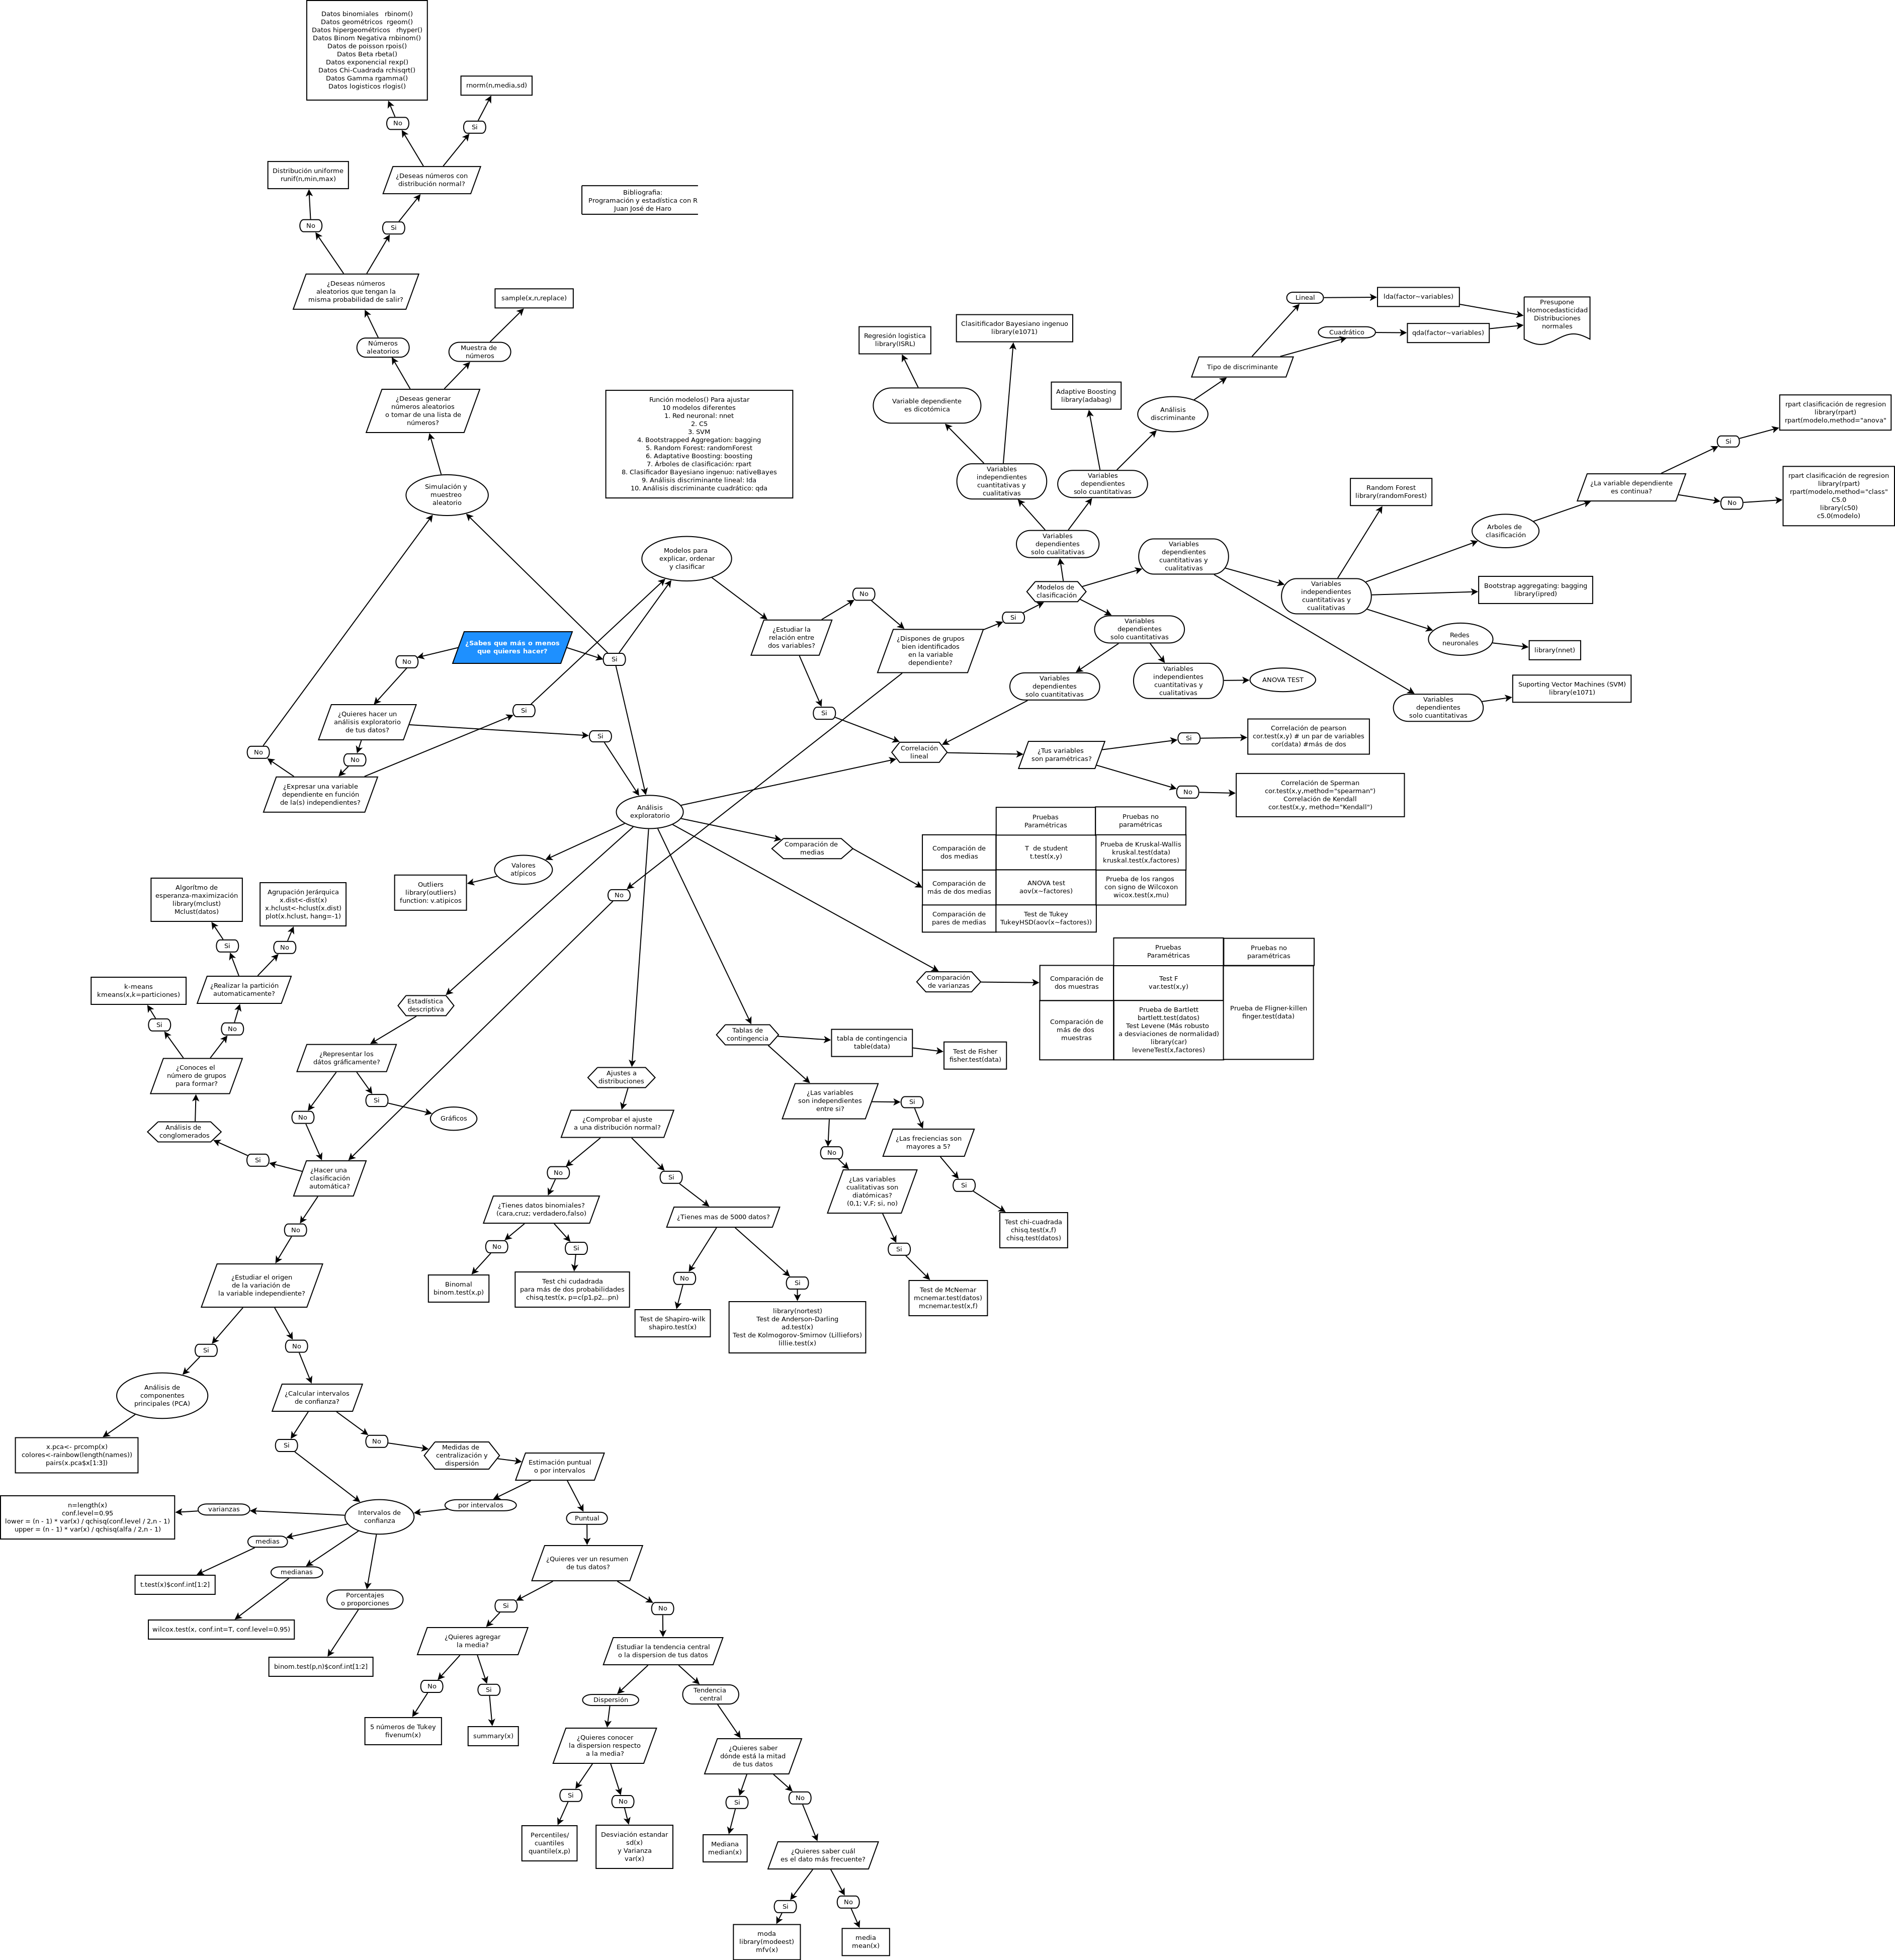 Datos binomiales rbinom()
Datos geométricos rgeom()
Datos hipergeométricos rhyper()
Datos Binom Negativa rnbinom()
Datos de poisson rpois()
Datos Beta rbeta()
Datos exponencial rexp()
Datos Chi-Cuadrada rchisqrt()
Datos Gamma rgamma()
Datos logisticos rlogis()
rnorm(n,media,sd)
No
Si
¿Deseas números con
distribución normal?
Distribución uniforme
runif(n,min,max)
No
Si
Bibliografia:
Programación y estadística con R
Juan José de Haro
¿Deseas números
aleatorios que tengan la
misma probabilidad de salir?
sample(x,n,replace)
Números
aleatorios
Muestra de
números
¿Deseas generar
números aleatorios
o tomar de una lista de
números?
Simulación y
muestreo
aleatorio
Función modelos() Para ajustar
10 modelos diferentes
1. Red neuronal: nnet
2. C5
3. SVM
4. Bootstrapped Aggregation: bagging
5. Random Forest: randomForest
6. Adaptative Boosting: boosting
7. Árboles de clasificación: rpart
8. Clasificador Bayesiano ingenuo: nativeBayes
9. Análisis discriminante lineal: lda
10. Análisis discriminante cuadrático: qda
Regresión logistica
library(ISRL)
Clasitificador Bayesiano ingenuo
library(e1071)
Variable dependiente
es dicotómica
Adaptive Boosting
library(adabag)
Análisis
discriminante
Tipo de discriminante
Lineal
Cuadrático
lda(factor~variables)
qda(factor~variables)
Presupone
Homocedasticidad
Distribuciones
normales
Variables
independientes
cuantitativas y
cualitativas
Variables
dependientes
solo cuantitativas
Variables
dependientes
solo cualitativas
Modelos de
clasificación
Variables
dependientes
cuantitativas y
cualitativas
Random Forest
library(randomForest)
Variables
independientes
cuantitativas y
cualitativas
Arboles de
clasificación
¿La variable dependiente
es continua?
Si
No
rpart clasificación de regresion
library(rpart)
rpart(modelo,method="anova"
rpart clasificación de regresion
library(rpart)
rpart(modelo,method="class"
C5.0
library(c50)
c5.0(modelo)
Bootstrap aggregating: bagging
library(ipred)
Redes
neuronales
library(nnet)
Suporting Vector Machines (SVM)
library(e1071)
Variables
dependientes
solo cuantitativas
Modelos para
explicar, ordenar
y clasificar
¿Estudiar la
relación entre
dos variables?
No
¿Dispones de grupos
bien identificados
en la variable
dependiente?
Si
Variables
dependientes
solo cuantitativas
Variables
dependientes
solo cuantitativas
Variables
independientes
cuantitativas y
cualitativas
ANOVA TEST
¿Sabes que más o menos
que quieres hacer?
No
Si
¿Quieres hacer un
análisis exploratorio
de tus datos?
Si
Si
Si
No
No
¿Expresar una variable
dependiente en función
de la(s) independientes?
Correlación
lineal
¿Tus variables
son paramétricas?
Si
No
Correlación de pearson
cor.test(x,y) # un par de variables
cor(data) #más de dos
Correlación de Sperman
cor.test(x,y,method="spearman")
Correlación de Kendall
cor.test(x,y, method="Kendall")
Análisis
exploratorio
Valores
atípicos
Outliers
library(outliers)
function: v.atipicos
No
Comparación de
medias
Pruebas
Paramétricas
Pruebas no
paramétricas
Comparación de
dos medias
T de student
t.test(x,y)
Prueba de Kruskal-Wallis
kruskal.test(data)
kruskal.test(x,factores)
Comparación de
más de dos medias
ANOVA test
aov(x~factores)
Prueba de los rangos
con signo de Wilcoxon
wicox.test(x,mu)
Comparación de
pares de medias
Test de Tukey
TukeyHSD(aov(x~factores))
Comparación
de varianzas
Pruebas
Paramétricas
Pruebas no
paramétricas
Comparación de
dos muestras
Test F
var.test(x,y)
Prueba de Fligner-killen
finger.test(data)
Comparación de
más de dos
muestras
Prueba de Bartlett
bartlett.test(datos)
Test Levene (Más robusto
a desviaciones de normalidad)
library(car)
leveneTest(x,factores)
Algorítmo de
esperanza-maximización
library(mclust)
Mclust(datos)
Agrupación Jerárquica
x.dist<-dist(x)
x.hclust<-hclust(x.dist)
plot(x.hclust, hang=-1)
Si
No
k-means
kmeans(x,k=particiones)
¿Realizar la partición
automaticamente?
Si
No
¿Conoces el
número de grupos
para formar?
Análisis de
conglomerados
Si
Estadística
descriptiva
¿Representar los
dátos gráficamente?
No
Si
Gráficos
¿Hacer una
clasificación
automática?
No
Tablas de
contingencia
tabla de contingencia
table(data)
Test de Fisher
fisher.test(data)
¿Las variables
son independientes
entre si?
Si
No
¿Las freciencias son
mayores a 5?
Si
¿Las variables
cualitativas son
diatómicas?
(0,1; V,F; si, no)
Si
Test chi-cuadrada
chisq.test(x,f)
chisq.test(datos)
Test de McNemar
mcnemar.test(datos)
mcnemar.test(x,f)
Ajustes a
distribuciones
¿Comprobar el ajuste
a una distribución normal?
No
Si
¿Tienes datos binomiales?
(cara,cruz; verdadero,falso)
¿Tienes mas de 5000 datos?
No
Si
Binomal
binom.test(x,p)
Test chi cudadrada
para más de dos probabilidades
chisq.test(x, p=c(p1,p2,..pn)
No
Si
Test de Shapiro-wilk
shapiro.test(x)
library(nortest)
Test de Anderson-Darling
ad.test(x)
Test de Kolmogorov-Smirnov (Lilliefors)
lillie.test(x)
¿Estudiar el origen
de la variación de
la variable independiente?
Si
No
Análisis de
componentes
principales (PCA)
x.pca<- prcomp(x)
colores<-rainbow(length(names))
pairs(x.pca$x[1:3])
¿Calcular intervalos
de confianza?
Si
No
Medidas de
centralización y
dispersión
Estimación puntual
o por intervalos
por intervalos
Puntual
Intervalos de
confianza
varianzas
n=length(x)
conf.level=0.95
lower = (n - 1) * var(x) / qchisq(conf.level / 2,n - 1)
upper = (n - 1) * var(x) / qchisq(alfa / 2,n - 1)
medias
t.test(x)$conf.int[1:2]
medianas
wilcox.test(x, conf.int=T, conf.level=0.95)
Porcentajes
o proporciones
binom.test(p,n)$conf.int[1:2]
¿Quieres ver un resumen
de tus datos?
Si
No
¿Quieres agregar
la media?
No
Si
5 números de Tukey
fivenum(x)
summary(x)
Estudiar la tendencia central
o la dispersion de tus datos
Dispersión
Tendencia
central
¿Quieres conocer
la dispersion respecto
a la media?
Si
No
Percentiles/
cuantiles
quantile(x,p)
Desviación estandar
sd(x)
y Varianza
var(x)
¿Quieres saber
dónde está la mitad
de tus datos
Si
No
Mediana
median(x)
¿Quieres saber cuál
es el dato más frecuente?
Si
No
moda
library(modeest)
mfv(x)
media
mean(x)